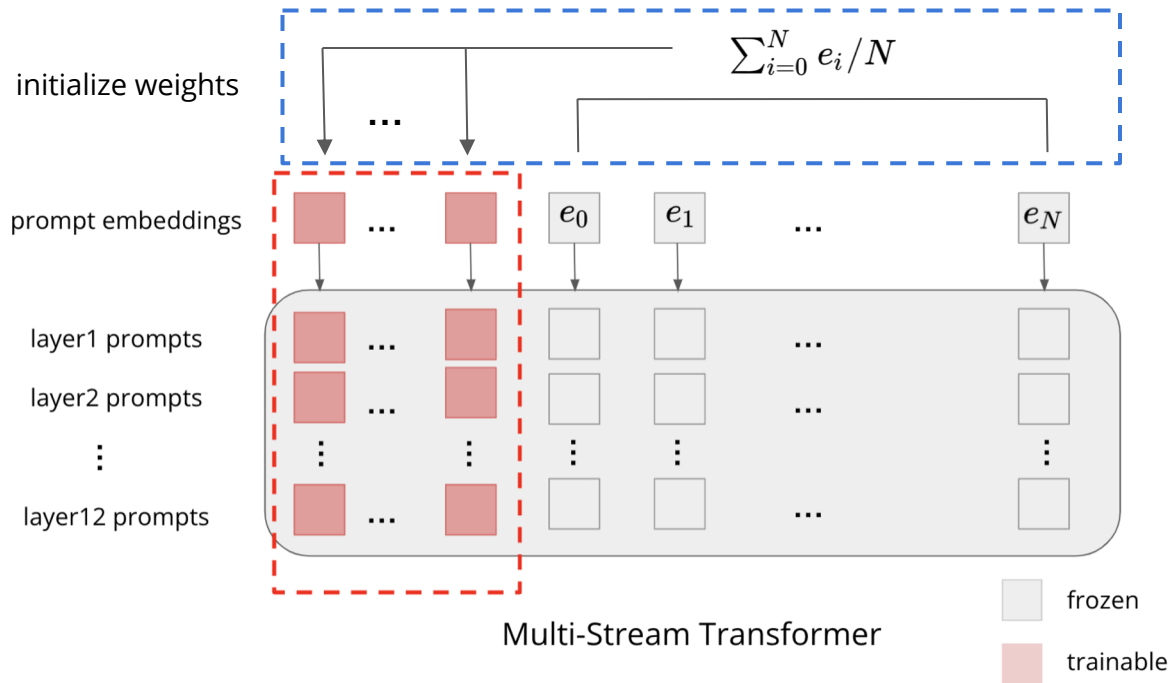 ∑_{i=0}^{N} e_i/N
initialize weights
...
prompt embeddings ... e_0 e_1 ... e_N
layer1 prompts ... ...
layer2 prompts ... ...
⋮ ⋮ ⋮ ⋮ ⋮ ⋮
layer12 prompts ... ...
frozen
Multi-Stream Transformer
trainable